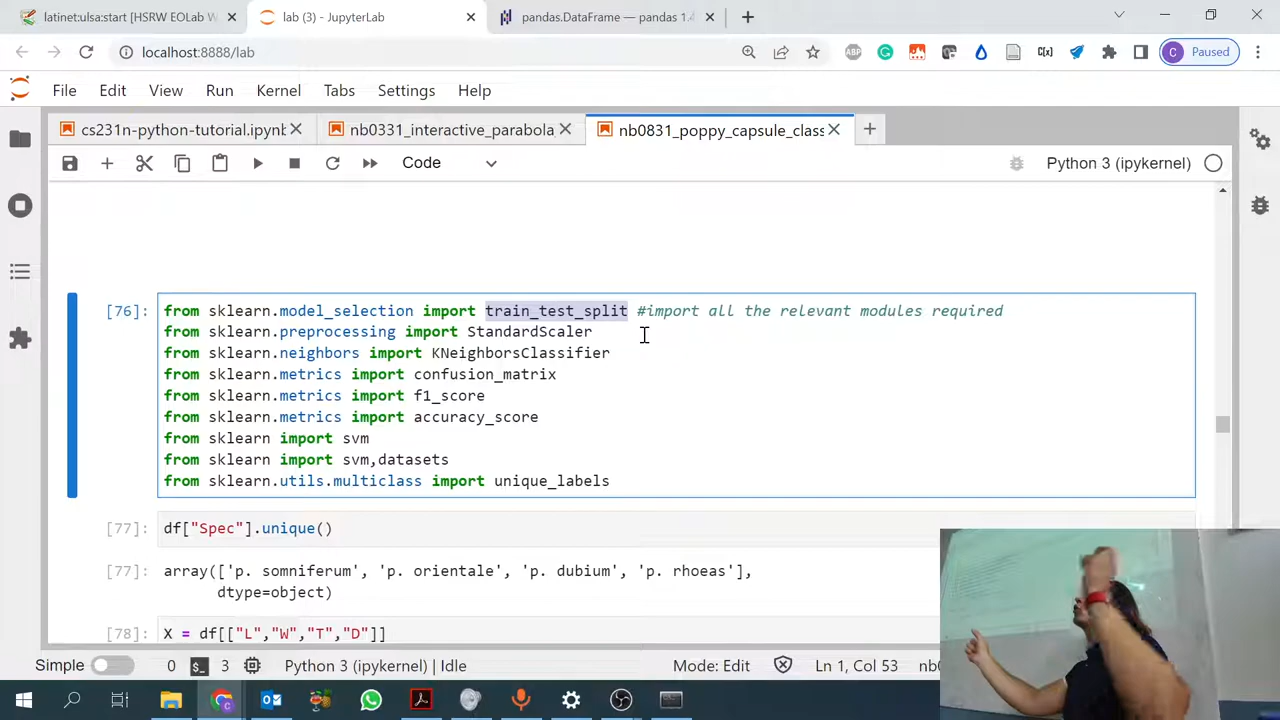 latinet:ulsa:start [HSRW EOLab W
lab (3) - JupyterLab
pandas.DataFrame — pandas 1.4
localhost:8888/lab
ABP
C[x]
C
Paused
File Edit View Run Kernel Tabs Settings Help
cs231n-python-tutorial.ipynb
nb0331_interactive_parabola
nb0831_poppy_capsule_class
Code
Python 3 (ipykernel)
[76]:
from sklearn.model_selection import train_test_split #import all the relevant modules required
from sklearn.preprocessing import StandardScaler
from sklearn.neighbors import KNeighborsClassifier
from sklearn.metrics import confusion_matrix
from sklearn.metrics import f1_score
from sklearn.metrics import accuracy_score
from sklearn import svm
from sklearn import svm,datasets
from sklearn.utils.multiclass import unique_labels
[77]: df["Spec"].unique()
[77]: array(['p. somniferum', 'p. orientale', 'p. dubium', 'p. rhoeas'],
dtype=object)
[78]: X = df[["L","W","T","D"]]
Simple 0 3 Python 3 (ipykernel) | Idle Mode: Edit Ln 1, Col 53 nb0